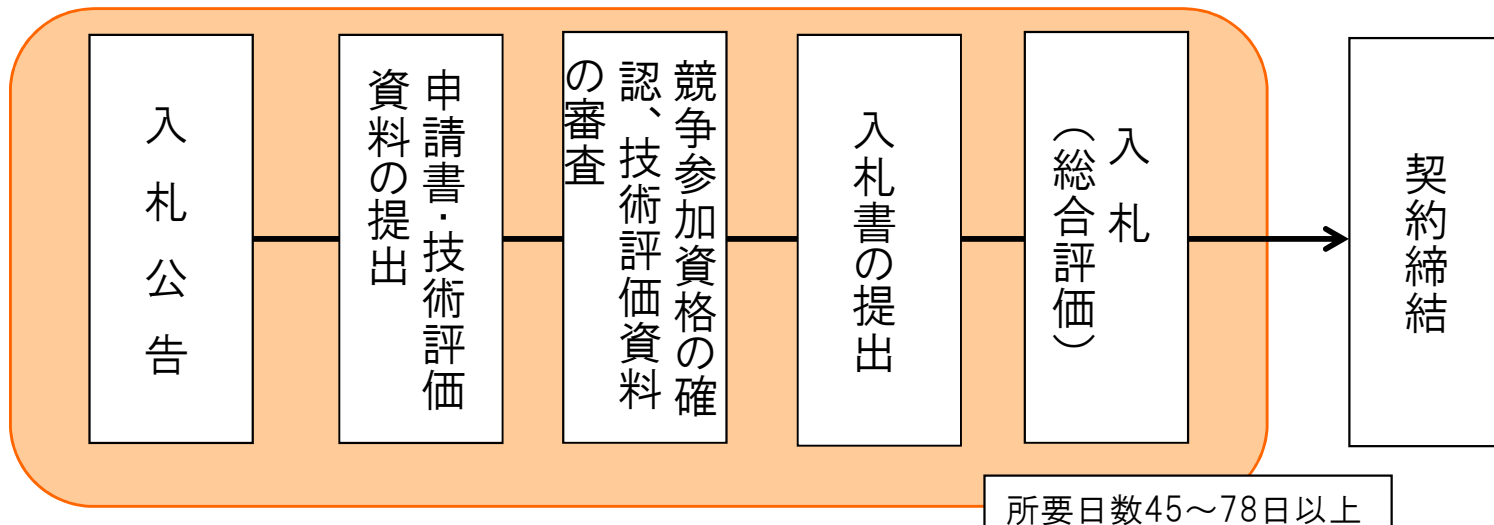 入札公告
申請書・技術評価
資料の提出
競争参加資格の確
認、技術評価資料
の審査
入札書の提出
入札
（総合評価）
契約締結
所要日数45～78日以上